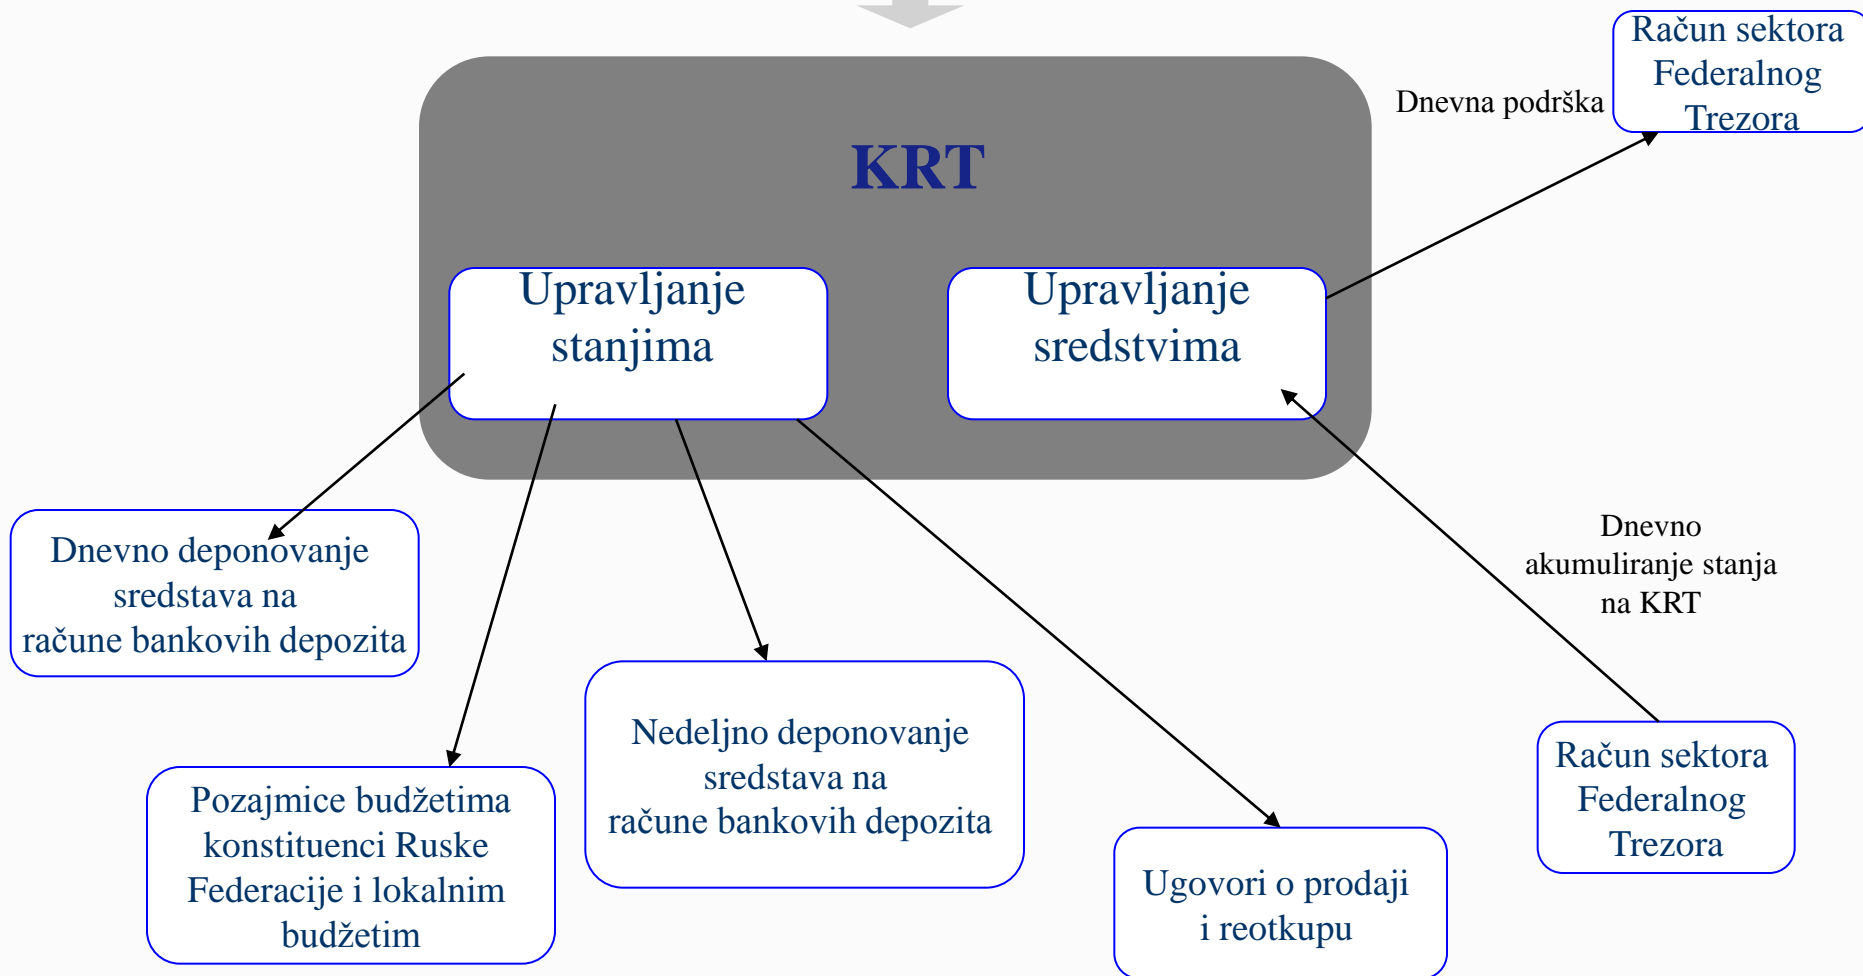 Račun sektora
Federalnog
Trezora
Dnevna podrška
KRT
Upravljanje
stanjima
Upravljanje
sredstvima
Dnevno deponovanje
sredstava na
račune bankovih depozita
Dnevno
akumuliranje stanja
na KRT
Pozajmice budžetima
konstituenci Ruske
Federacije i lokalnim
budžetim
Nedeljno deponovanje
sredstava na
račune bankovih depozita
Ugovori o prodaji
i reotkupu
Račun sektora
Federalnog
Trezora